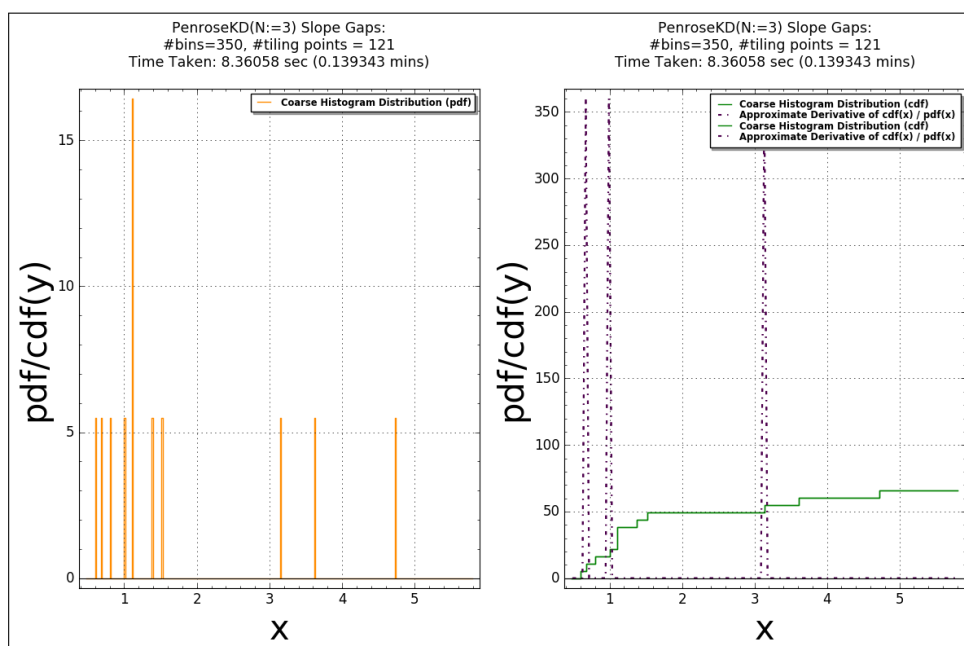 PenroseKD(N:=3) Slope Gaps:
#bins=350, #tiling points = 121
Time Taken: 8.36058 sec (0.139343 mins)
Coarse Histogram Distribution (pdf)
pdf/cdf(y)
15
10
5
0
1
2
3
4
5
x
PenroseKD(N:=3) Slope Gaps:
#bins=350, #tiling points = 121
Time Taken: 8.36058 sec (0.139343 mins)
Coarse Histogram Distribution (cdf)
Approximate Derivative of cdf(x) / pdf(x)
Coarse Histogram Distribution (cdf)
Approximate Derivative of cdf(x) / pdf(x)
pdf/cdf(y)
350
300
250
200
150
100
50
0
1
2
3
4
5
x